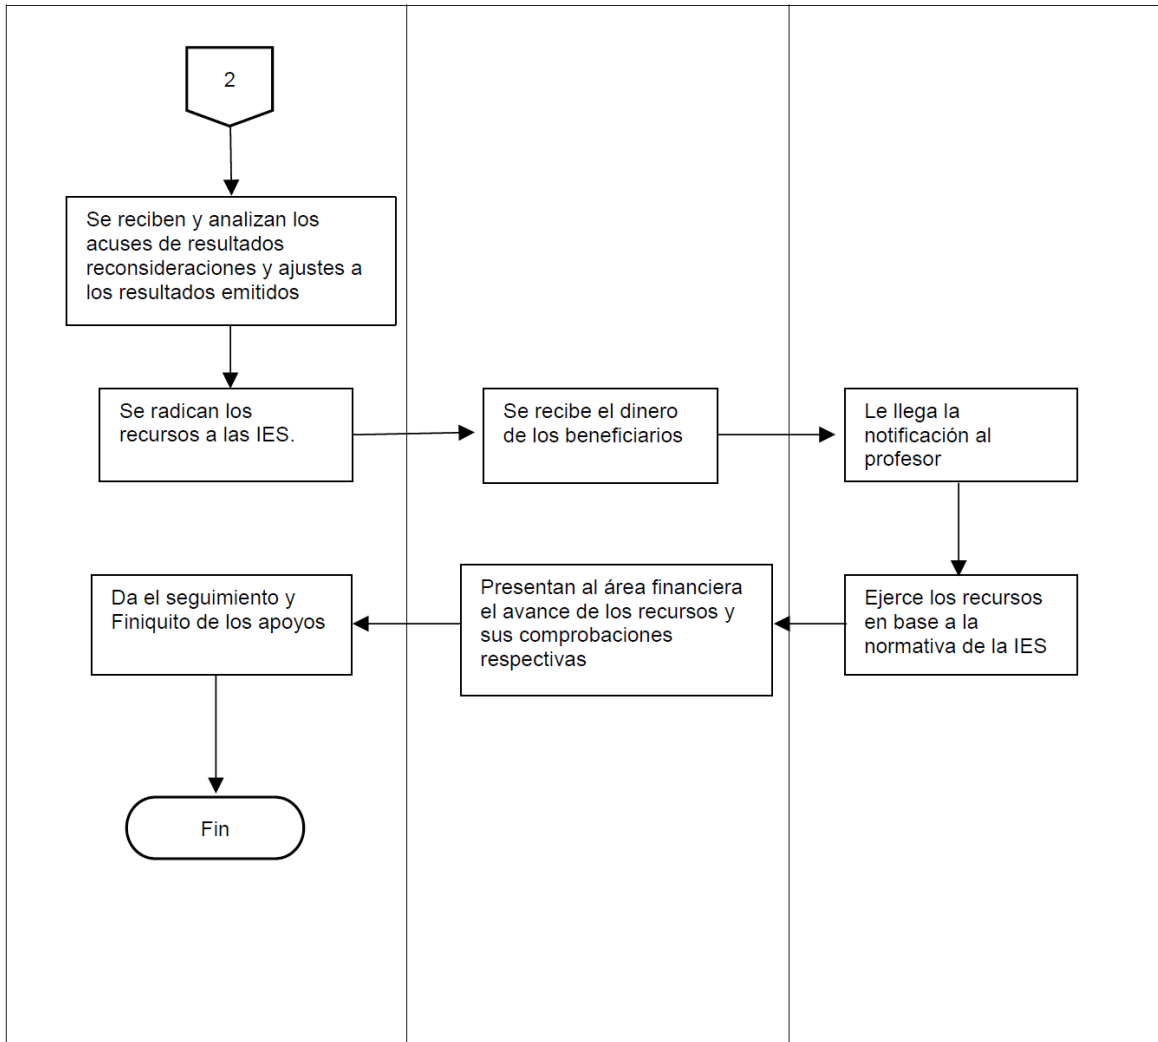 2
Se reciben y analizan los
acuses de resultados
reconsideraciones y ajustes a
los resultados emitidos
Se radican los
recursos a las IES.
Se recibe el dinero
de los beneficiarios
Le llega la
notificación al
profesor
Ejerce los recursos
en base a la
normativa de la IES
Presentan al área financiera
el avance de los recursos y
sus comprobaciones
respectivas
Da el seguimiento y
Finiquito de los apoyos
Fin